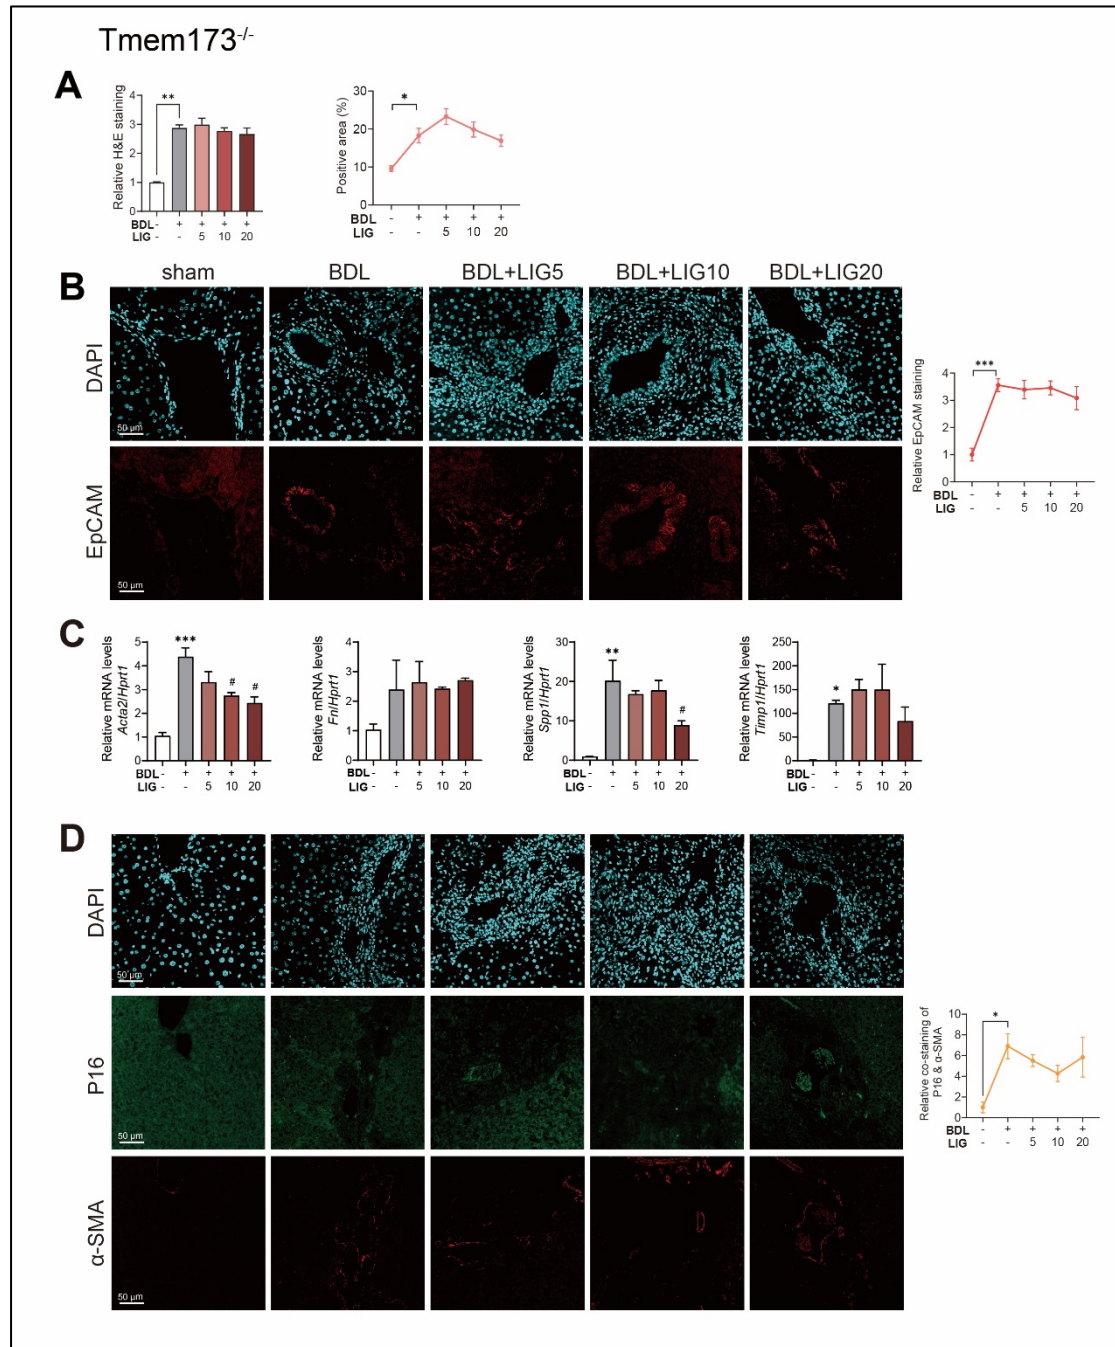 Tmem173-/-
A
Relative H&E staining
4
3
2
1
0
**
BDL - + + + +
LIG - - 5 10 20
Positive area (%)
30
20
10
0
*
BDL - + + + +
LIG - - 5 10 20
B
sham BDL BDL+LIG5 BDL+LIG10 BDL+LIG20
DAPI
50 μm
EpCAM
50 μm
Relative EpCAM staining
4
3
2
1
0
***
BDL - + + + +
LIG - - 5 10 20
C
Relative mRNA levels
Acta2/Hprt1
5
4
3
2
1
0
***
# #
BDL - + + + +
LIG - - 5 10 20
Relative mRNA levels
Fn/Hprt1
4
3
2
1
0
BDL - + + + +
LIG - - 5 10 20
Relative mRNA levels
Spp1/Hprt1
30
20
10
0
**
#
BDL - + + + +
LIG - - 5 10 20
Relative mRNA levels
Timp1/Hprt1
250
200
150
100
50
0
*
BDL - + + + +
LIG - - 5 10 20
D
DAPI
50 μm
P16
50 μm
α-SMA
50 μm
Relative co-staining of
P16 & α-SMA
10
8
6
4
2
0
*
BDL - + + + +
LIG - - 5 10 20